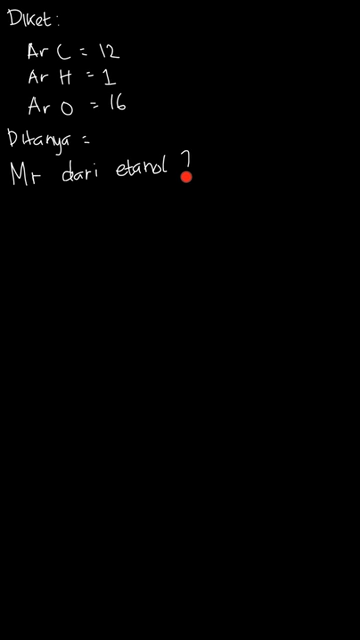 Diket:
Ar C = 12
Ar H = 1
Ar O = 16
Ditanya =
Mr dari etanol ?